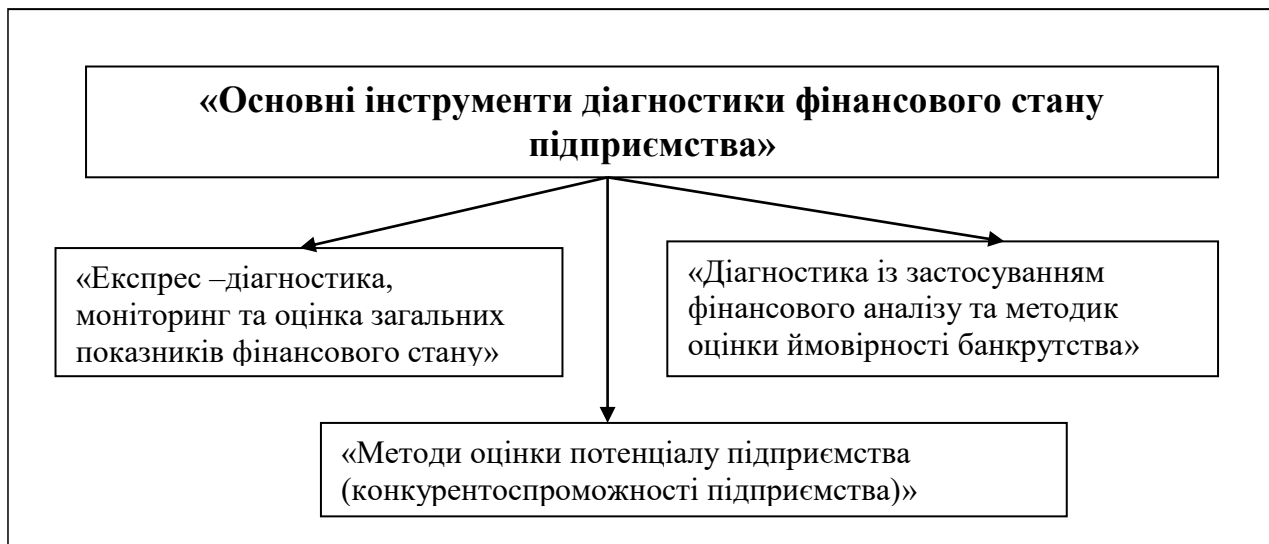 «Основні інструменти діагностики фінансового стану
підприємства»
«Експрес –діагностика,
моніторинг та оцінка загальних
показників фінансового стану»
«Діагностика із застосуванням
фінансового аналізу та методик
оцінки ймовірності банкрутства»
«Методи оцінки потенціалу підприємства
(конкурентоспроможності підприємства)»